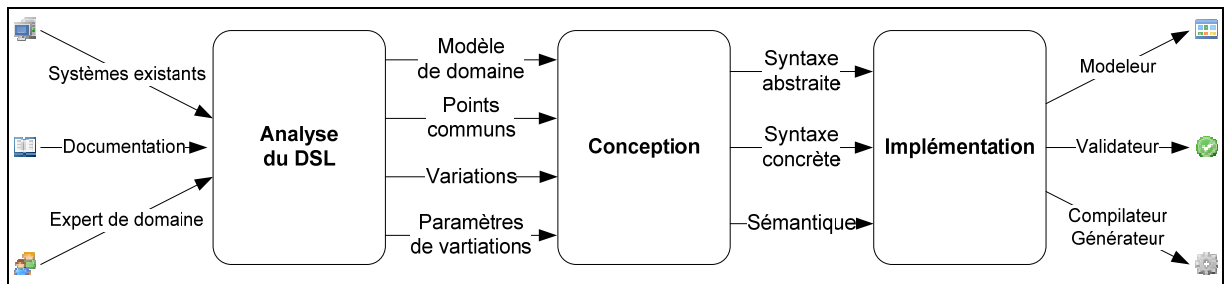 Systèmes existants
Documentation
Expert de domaine
Analyse
du DSL
Modèle
de domaine
Points
communs
Variations
Paramètres
de vartiations
Conception
Syntaxe
abstraite
Syntaxe
concrète
Sémantique
Implémentation
Modeleur
Validateur
Compilateur
Générateur